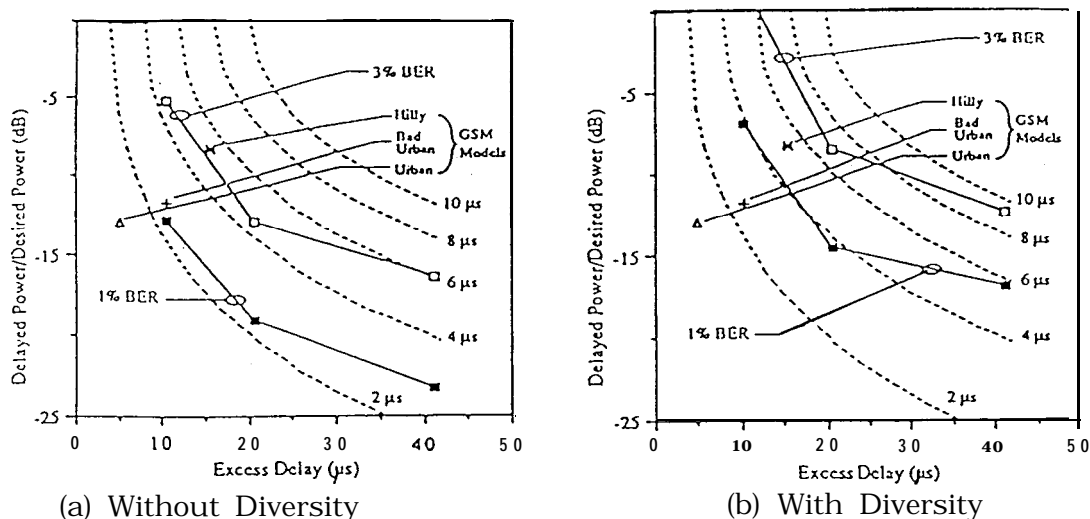 Delayed Power/Desired Power (dB)
-5
-15
-25
3% BER
Hilly
Bad
Urban
Urban
GSM
Models
10 µs
8 µs
6 µs
4 µs
2 µs
1% BER
0
10
20
30
40
50
Excess Delay (µs)
(a) Without Diversity
Delayed Power/Desired Power (dB)
-5
-15
-25
3% BER
Hilly
Bad
Urban
Urban
GSM
Models
10 µs
8 µs
6 µs
4 µs
2 µs
1% BER
0
10
20
30
40
50
Excess Delay (µs)
(b) With Diversity